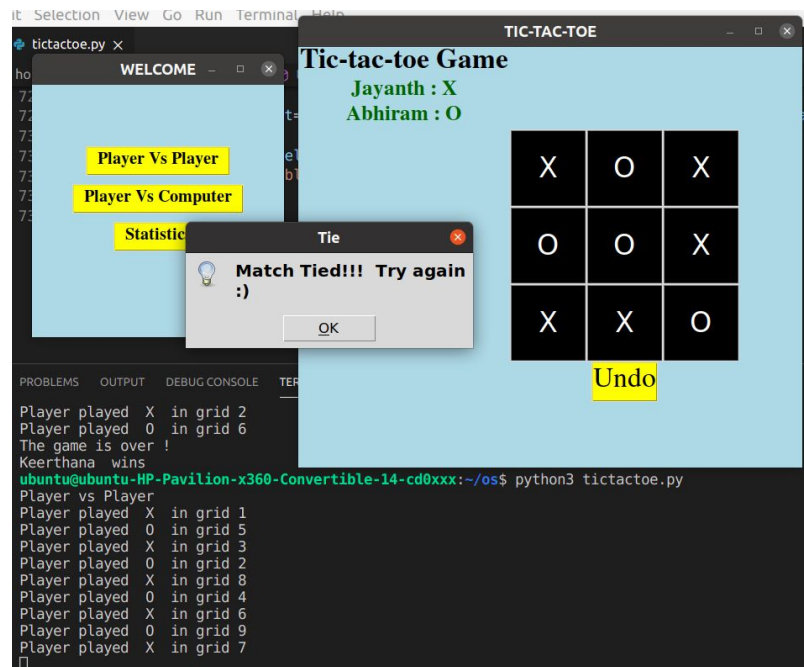 it Selection View Go Run Terminal Help
tictactoe.py ×
ho
WELCOME
Player Vs Player
Player Vs Computer
Statistic
TIC-TAC-TOE
Tic-tac-toe Game
Jayanth : X
Abhiram : O
X O X
O O X
X X O
Undo
Tie
Match Tied!!! Try again
:)
OK
PROBLEMS OUTPUT DEBUG CONSOLE TER
Player played X in grid 2
Player played O in grid 6
The game is over !
Keerthana wins
ubuntu@ubuntu-HP-Pavilion-x360-Convertible-14-cd0xxx:~/os$ python3 tictactoe.py
Player vs Player
Player played X in grid 1
Player played O in grid 5
Player played X in grid 3
Player played O in grid 2
Player played X in grid 8
Player played O in grid 4
Player played X in grid 6
Player played O in grid 9
Player played X in grid 7